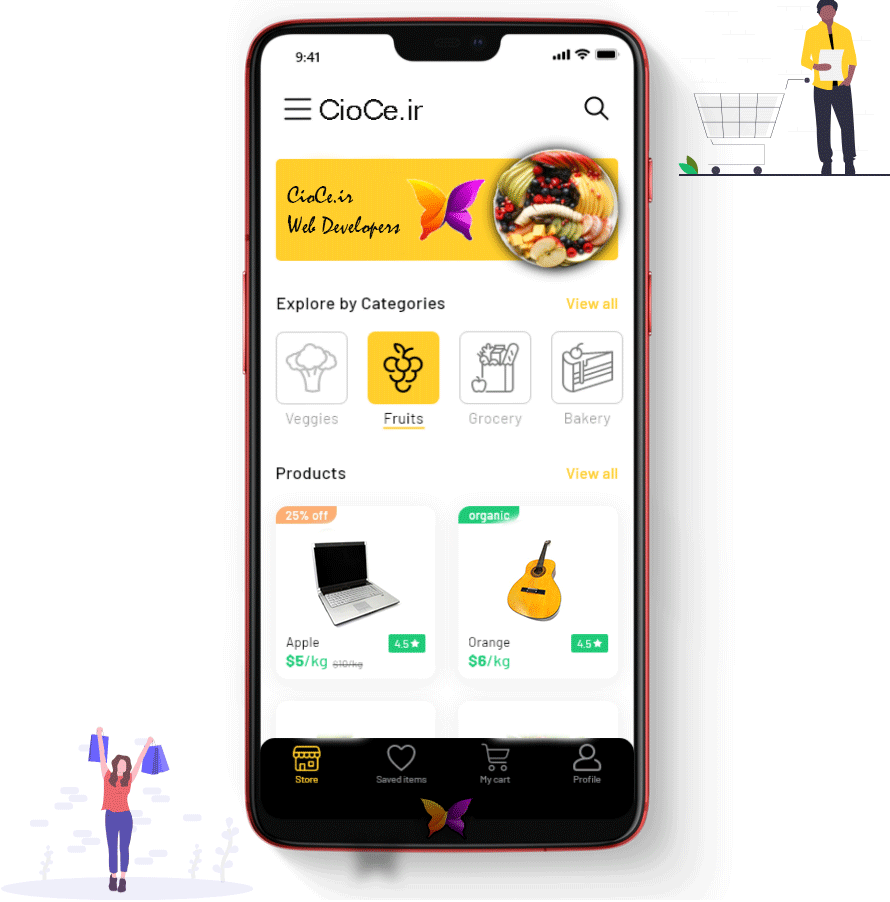 9:41
CioCe.ir
CioCe.ir
Web Developers
Explore by Categories View all
Veggies Fruits Grocery Bakery
Products View all
25% off organic
Apple 4.5 Orange 4.5
$5/kg $10/kg $6/kg
Store Saved items My cart Profile